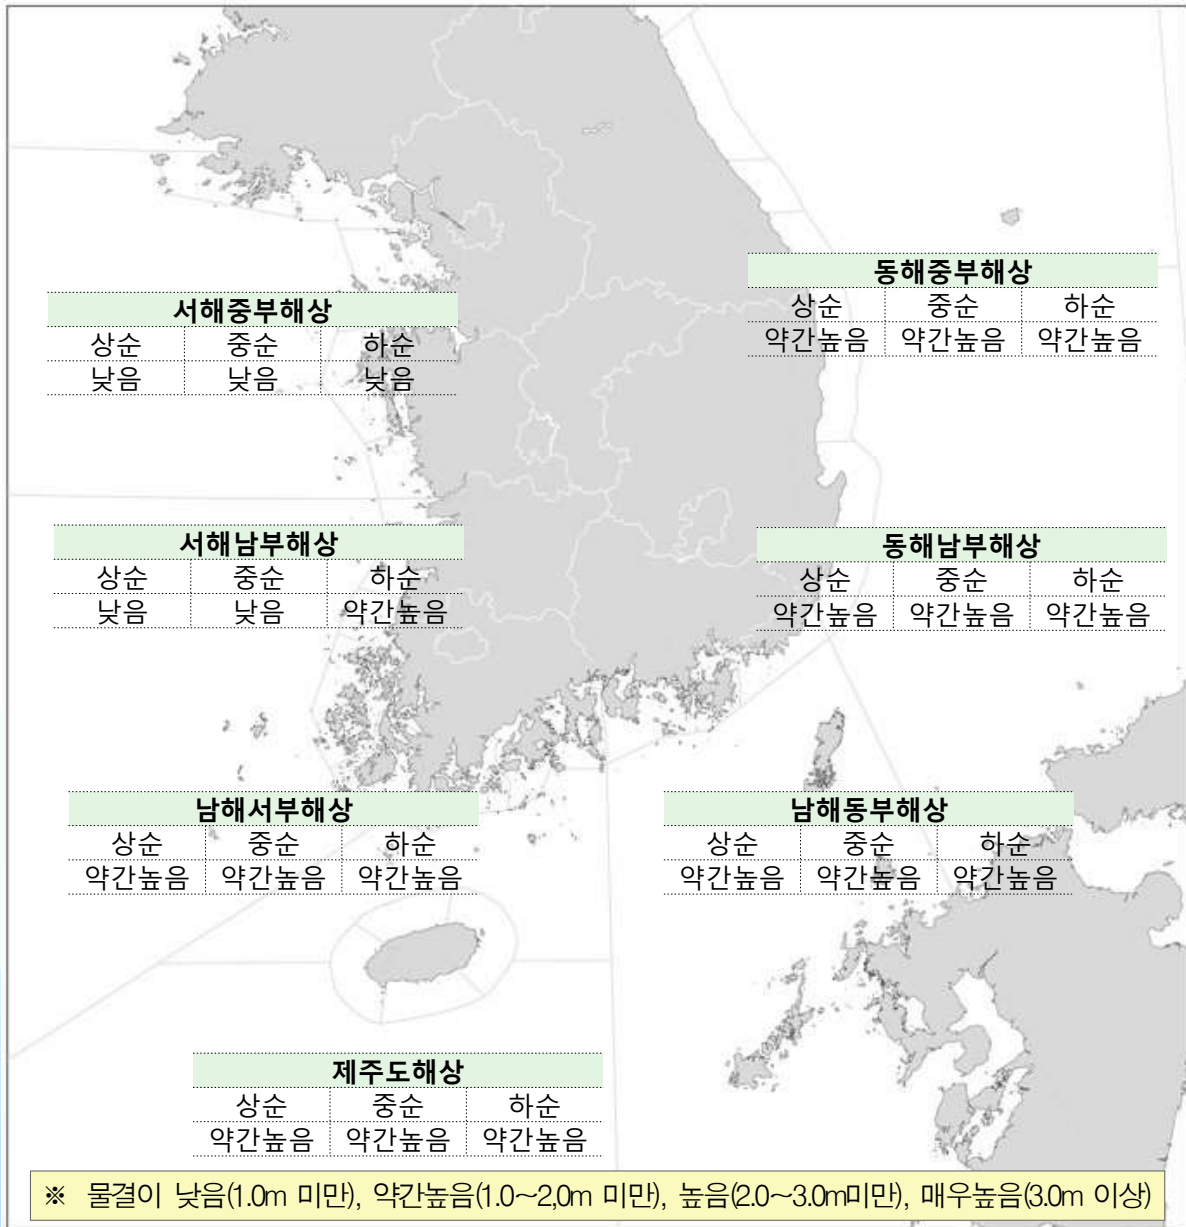 동해중부해상
상순 중순 하순
약간높음 약간높음 약간높음
서해중부해상
상순 중순 하순
낮음 낮음 낮음
서해남부해상
상순 중순 하순
낮음 낮음 약간높음
동해남부해상
상순 중순 하순
약간높음 약간높음 약간높음
남해서부해상
상순 중순 하순
약간높음 약간높음 약간높음
남해동부해상
상순 중순 하순
약간높음 약간높음 약간높음
제주도해상
상순 중순 하순
약간높음 약간높음 약간높음
※ 물결이 낮음(1.0m 미만), 약간높음(1.0~2,0m 미만), 높음(2.0~3.0m미만), 매우높음(3.0m 이상)